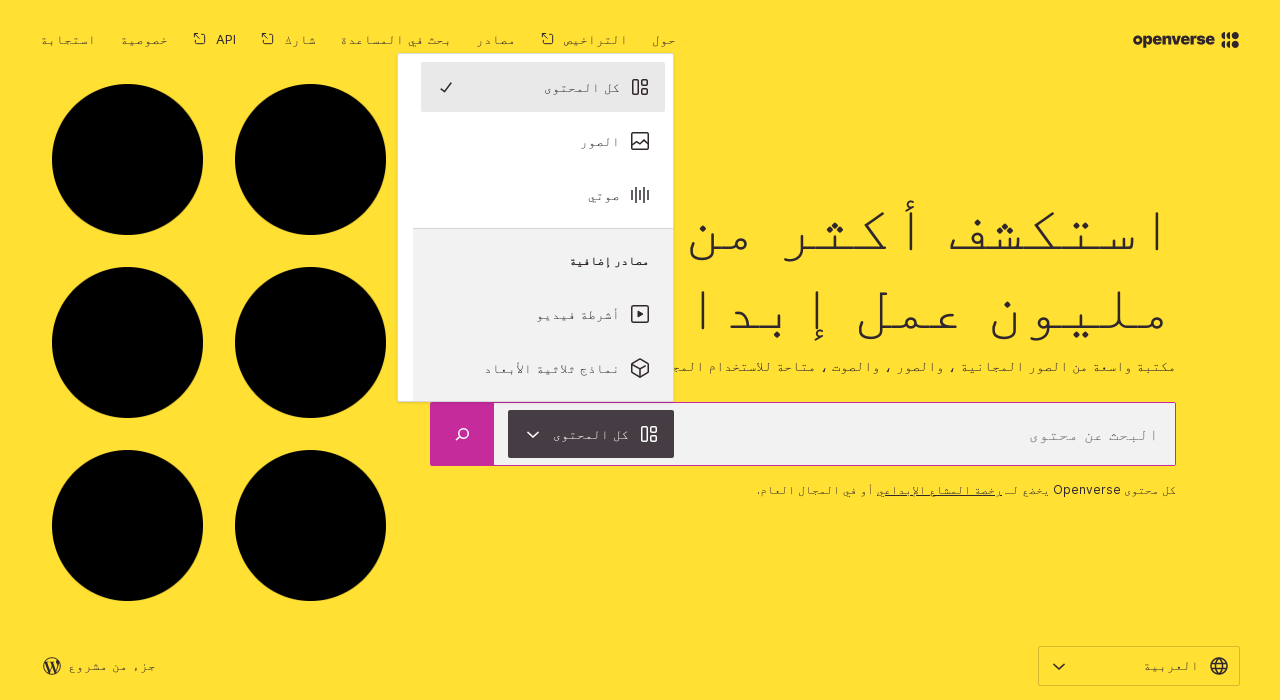 openverse
حول
التراخيص
مصادر
بحث في المساعدة
شارك
API
خصوصية
استجابة
كل المحتوى
الصور
صوتي
مصادر إضافية
أشرطة فيديو
نماذج ثلاثية الأبعاد
استكشف أكثر من
مليون عمل إبدا
مكتبة واسعة من الصور المجانية ، والصور ، والصوت ، متاحة للاستخدام
البحث عن محتوى
كل المحتوى
كل محتوى Openverse يخضع لـ رخصة المشاع الإبداعي أو في المجال العام.
العربية
جزء من مشروع